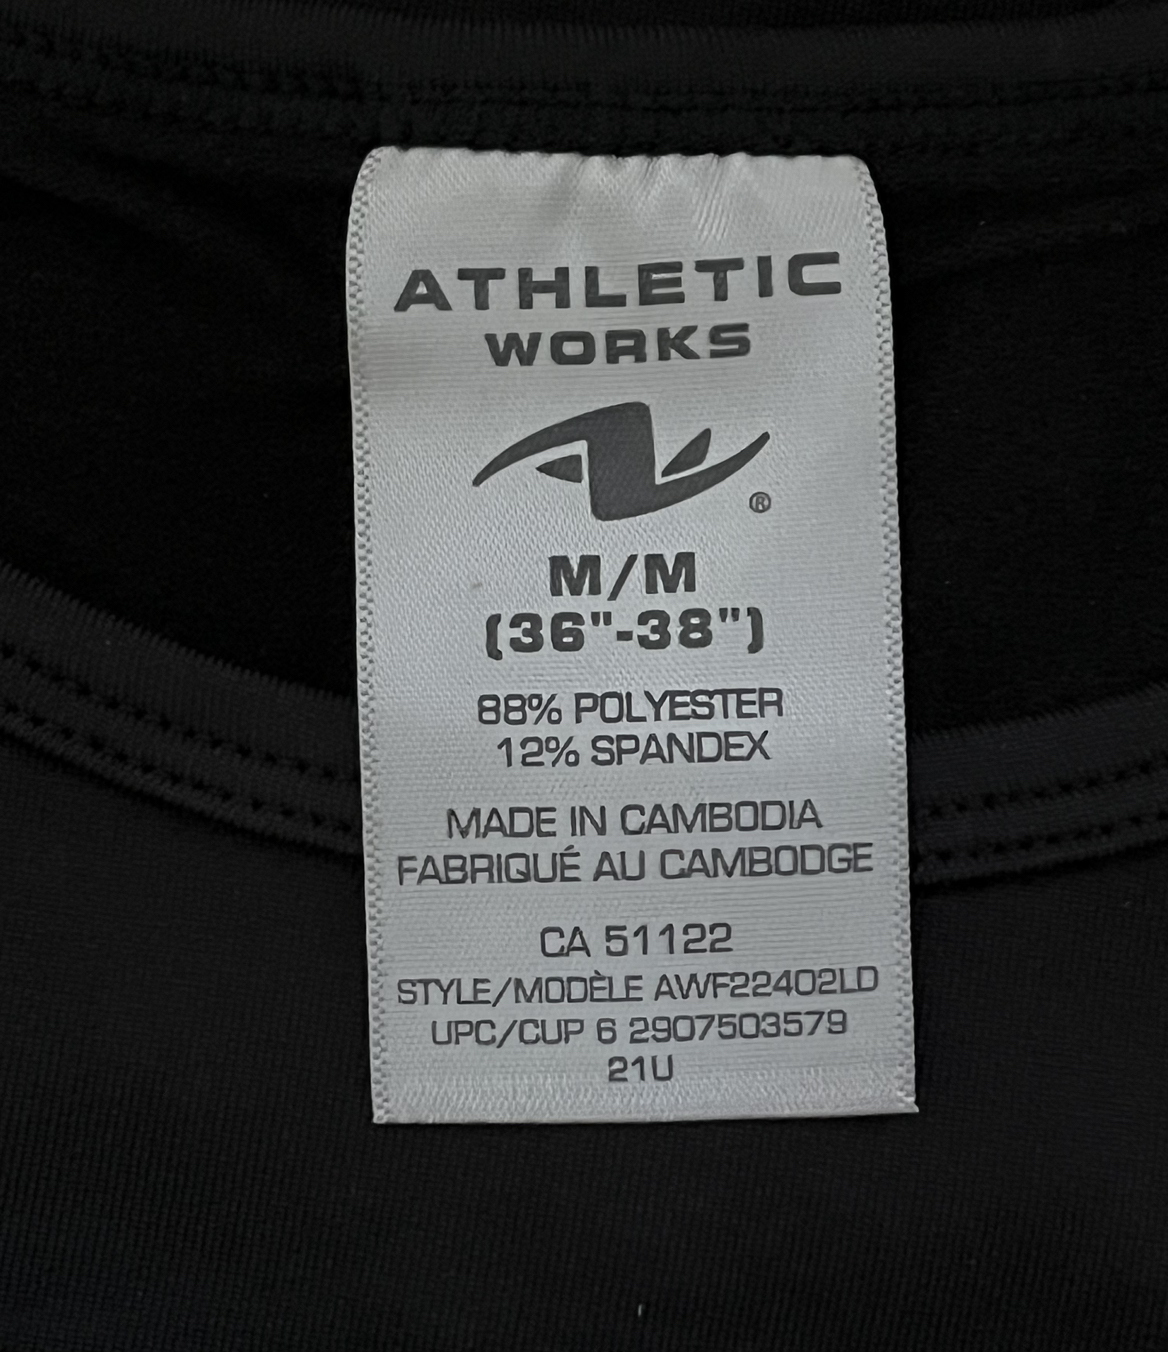 ATHLETIC
WORKS
®
M/M
(36"-38")
88% POLYESTER
12% SPANDEX
MADE IN CAMBODIA
FABRIQUÉ AU CAMBODGE
CA 51122
STYLE/MODÈLE AWF22402LD
UPC/CUP 6 2907503579
21U